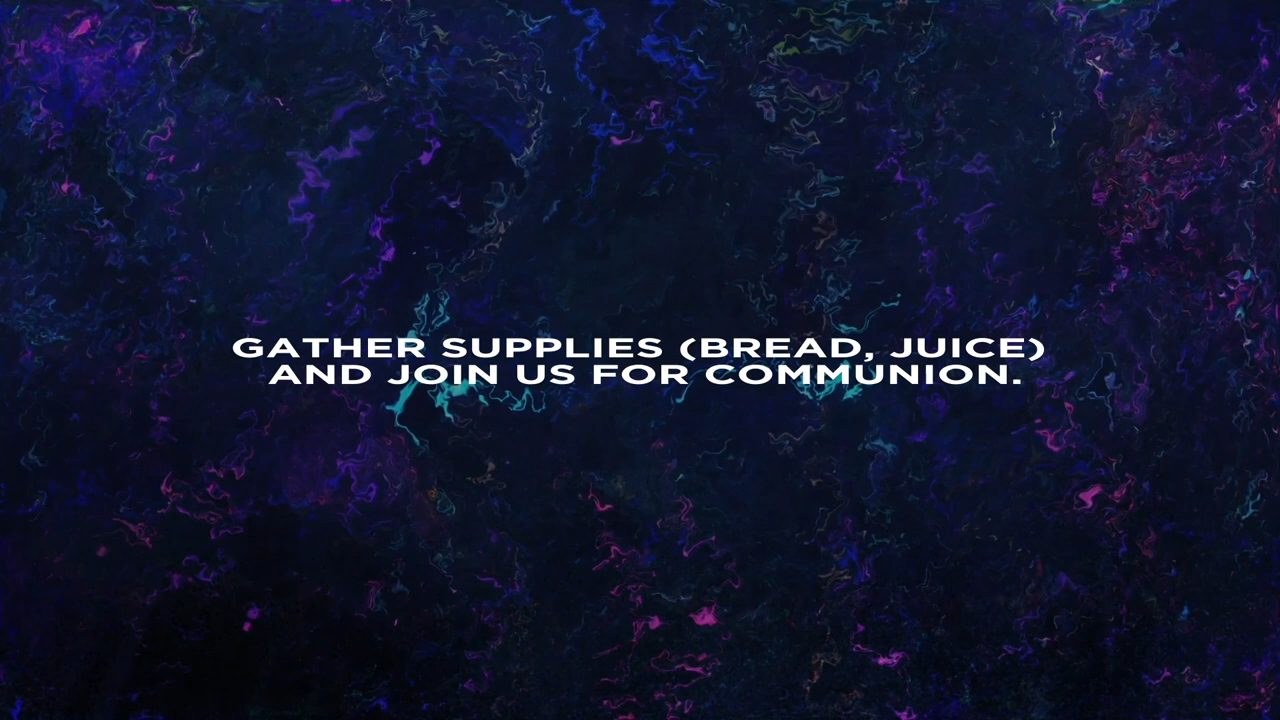 GATHER SUPPLIES (BREAD, JUICE)
AND JOIN US FOR COMMUNION.